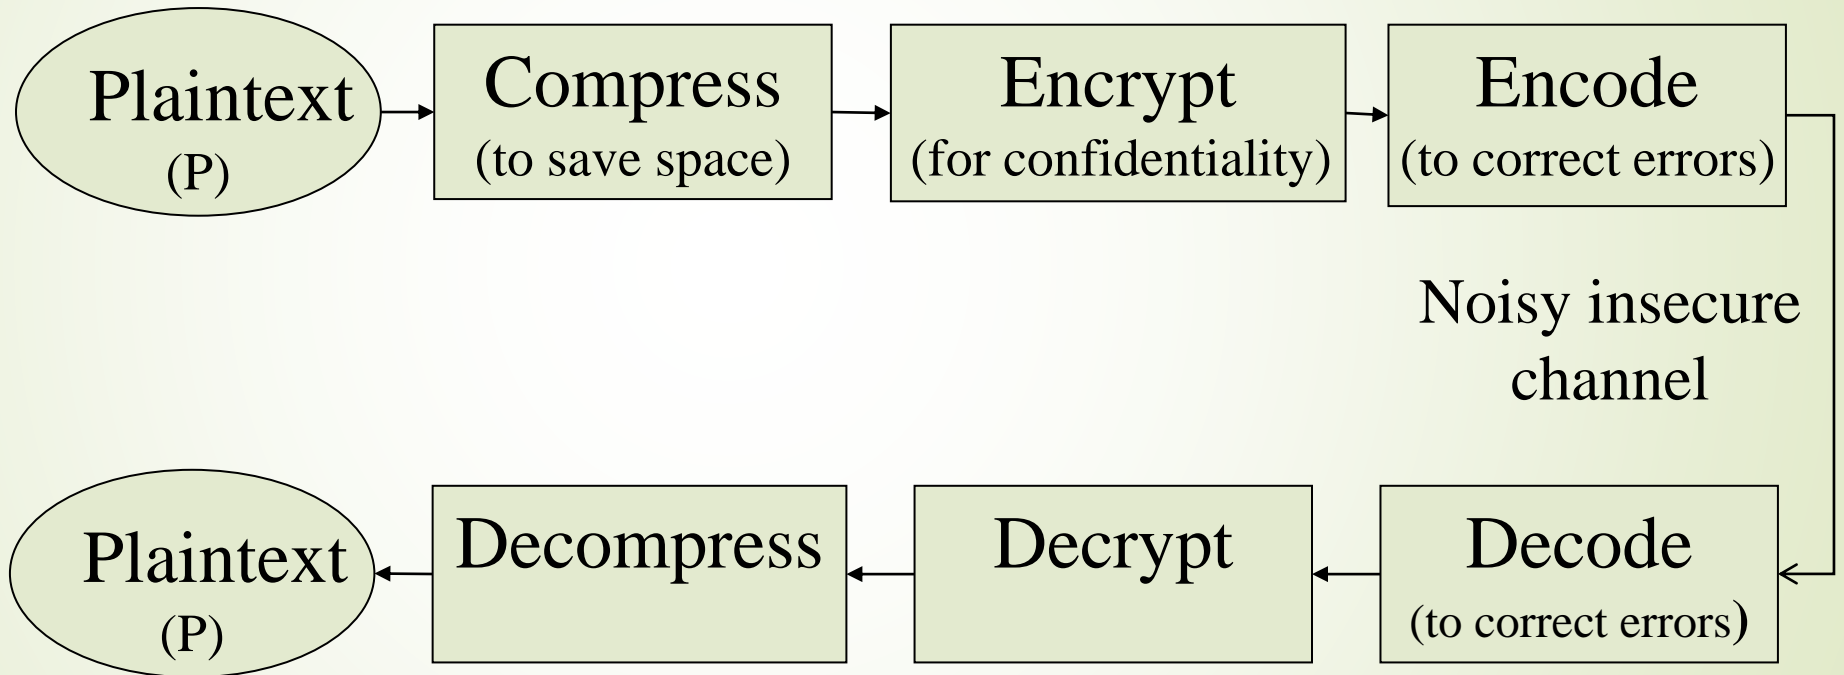 Plaintext
(P)
Compress
(to save space)
Encrypt
(for confidentiality)
Encode
(to correct errors)
Noisy insecure
channel
Plaintext
(P)
Decompress
Decrypt
Decode
(to correct errors)